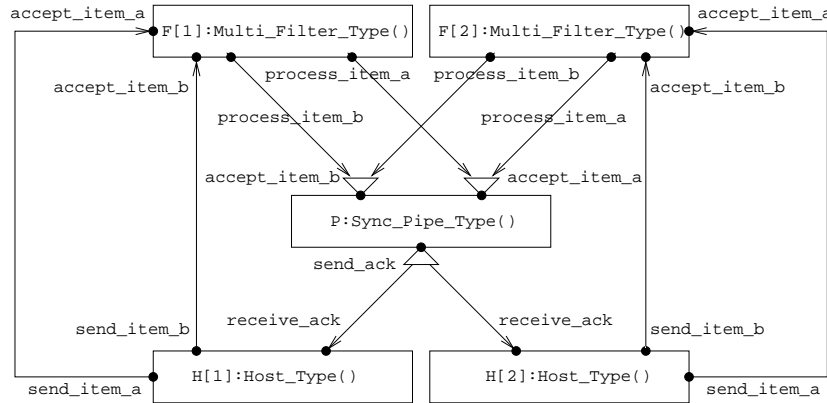 accept_item_a
accept_item_a
F[1]:Multi_Filter_Type()
F[2]:Multi_Filter_Type()
process_item_a
process_item_b
accept_item_b
accept_item_b
process_item_b
process_item_a
accept_item_b
accept_item_a
P:Sync_Pipe_Type()
send_ack
send_item_b
receive_ack
receive_ack
send_item_b
H[1]:Host_Type()
H[2]:Host_Type()
send_item_a
send_item_a